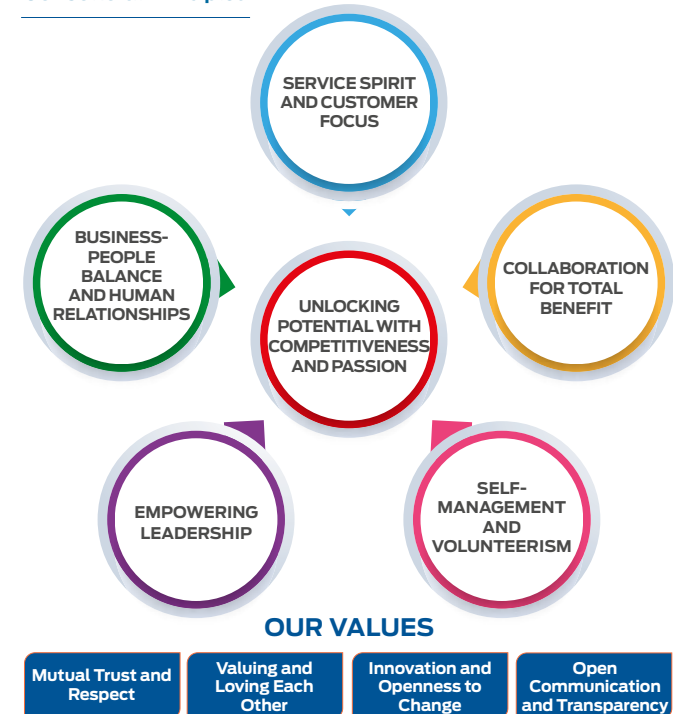 SERVICE SPIRIT
AND CUSTOMER
FOCUS
BUSINESS-
PEOPLE
BALANCE
AND HUMAN
RELATIONSHIPS
COLLABORATION
FOR TOTAL
BENEFIT
UNLOCKING
POTENTIAL WITH
COMPETITIVENESS
AND PASSION
EMPOWERING
LEADERSHIP
SELF-
MANAGEMENT
AND
VOLUNTEERISM
OUR VALUES
Mutual Trust and
Respect
Valuing and
Loving Each
Other
Innovation and
Openness to
Change
Open
Communication
and Transparency